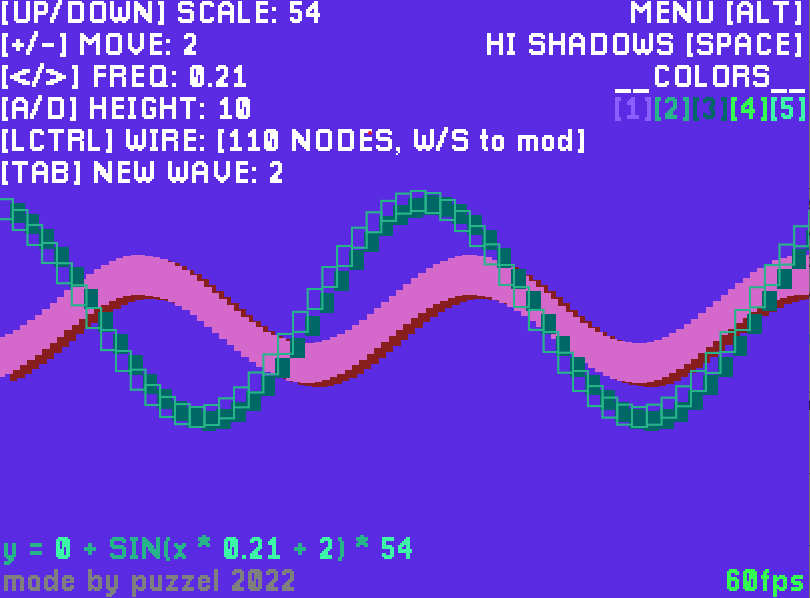 [UP/DOWN] SCALE: 54
MENU [ALT]
[+/-] MOVE: 2
HI SHADOWS [SPACE]
[</>] FREQ: 0.21
__COLORS__
[A/D] HEIGHT: 10
[1][2][3][4][5]
[LCTRL] WIRE: [110 NODES, W/S to mod]
[TAB] NEW WAVE: 2
y = 0 + SIN(x * 0.21 + 2) * 54
made by puzzel 2022
60fps